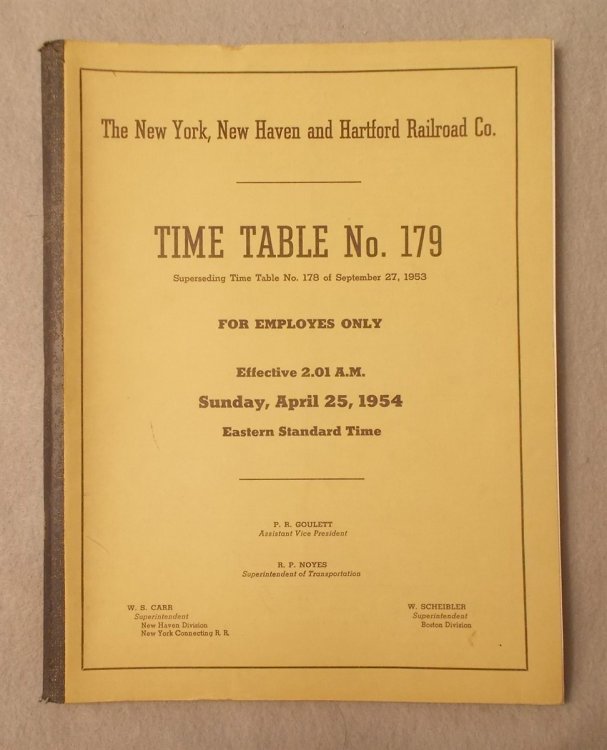 The New York, New Haven and Hartford Railroad Co.
TIME TABLE No. 179
Superseding Time Table No. 178 of September 27, 1953
FOR EMPLOYES ONLY
Effective 2.01 A.M.
Sunday, April 25, 1954
Eastern Standard Time
P. R. GOULETT
Assistant Vice President
R. P. NOYES
Superintendent of Transportation
W. S. CARR
Superintendent
New Haven Division
New York Connecting R. R.
W. SCHEIBLER
Superintendent
Boston Division